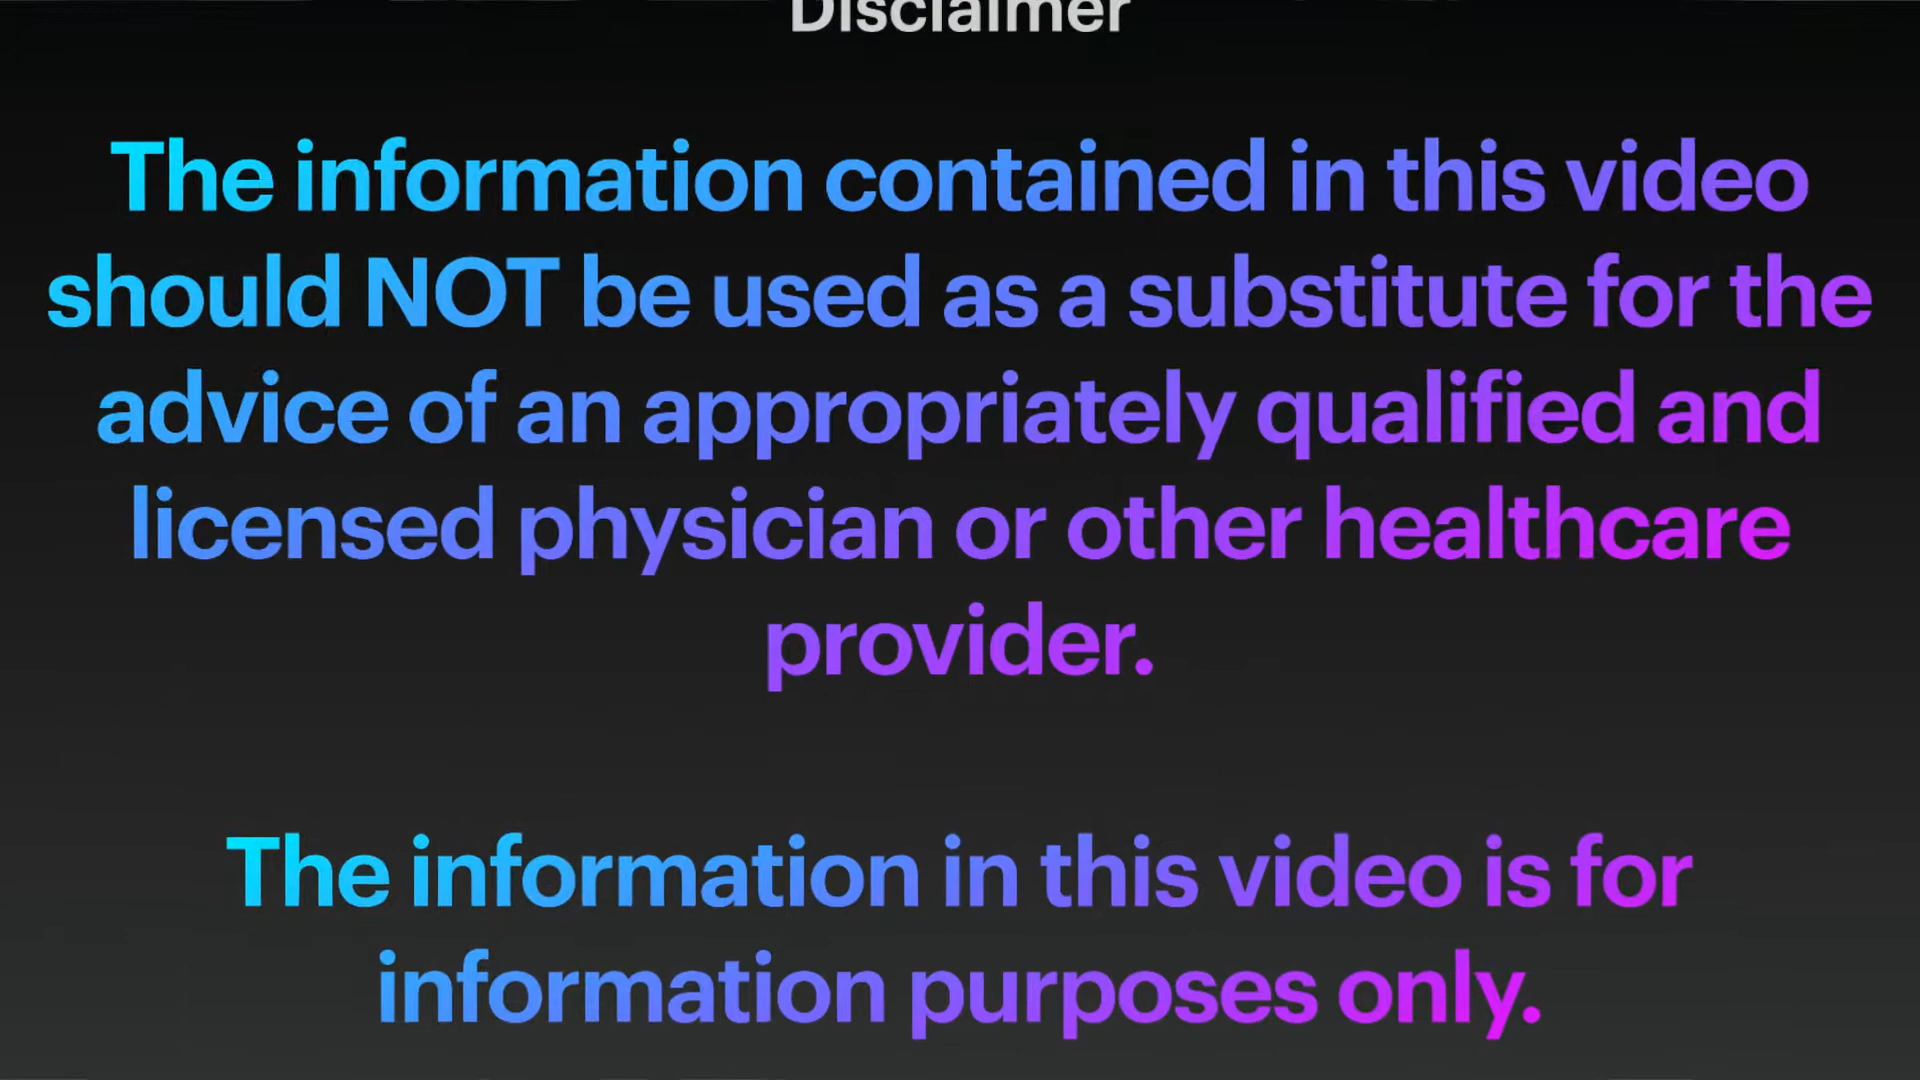 Disclaimer
The information contained in this video
should NOT be used as a substitute for the
advice of an appropriately qualified and
licensed physician or other healthcare
provider.
The information in this video is for
information purposes only.